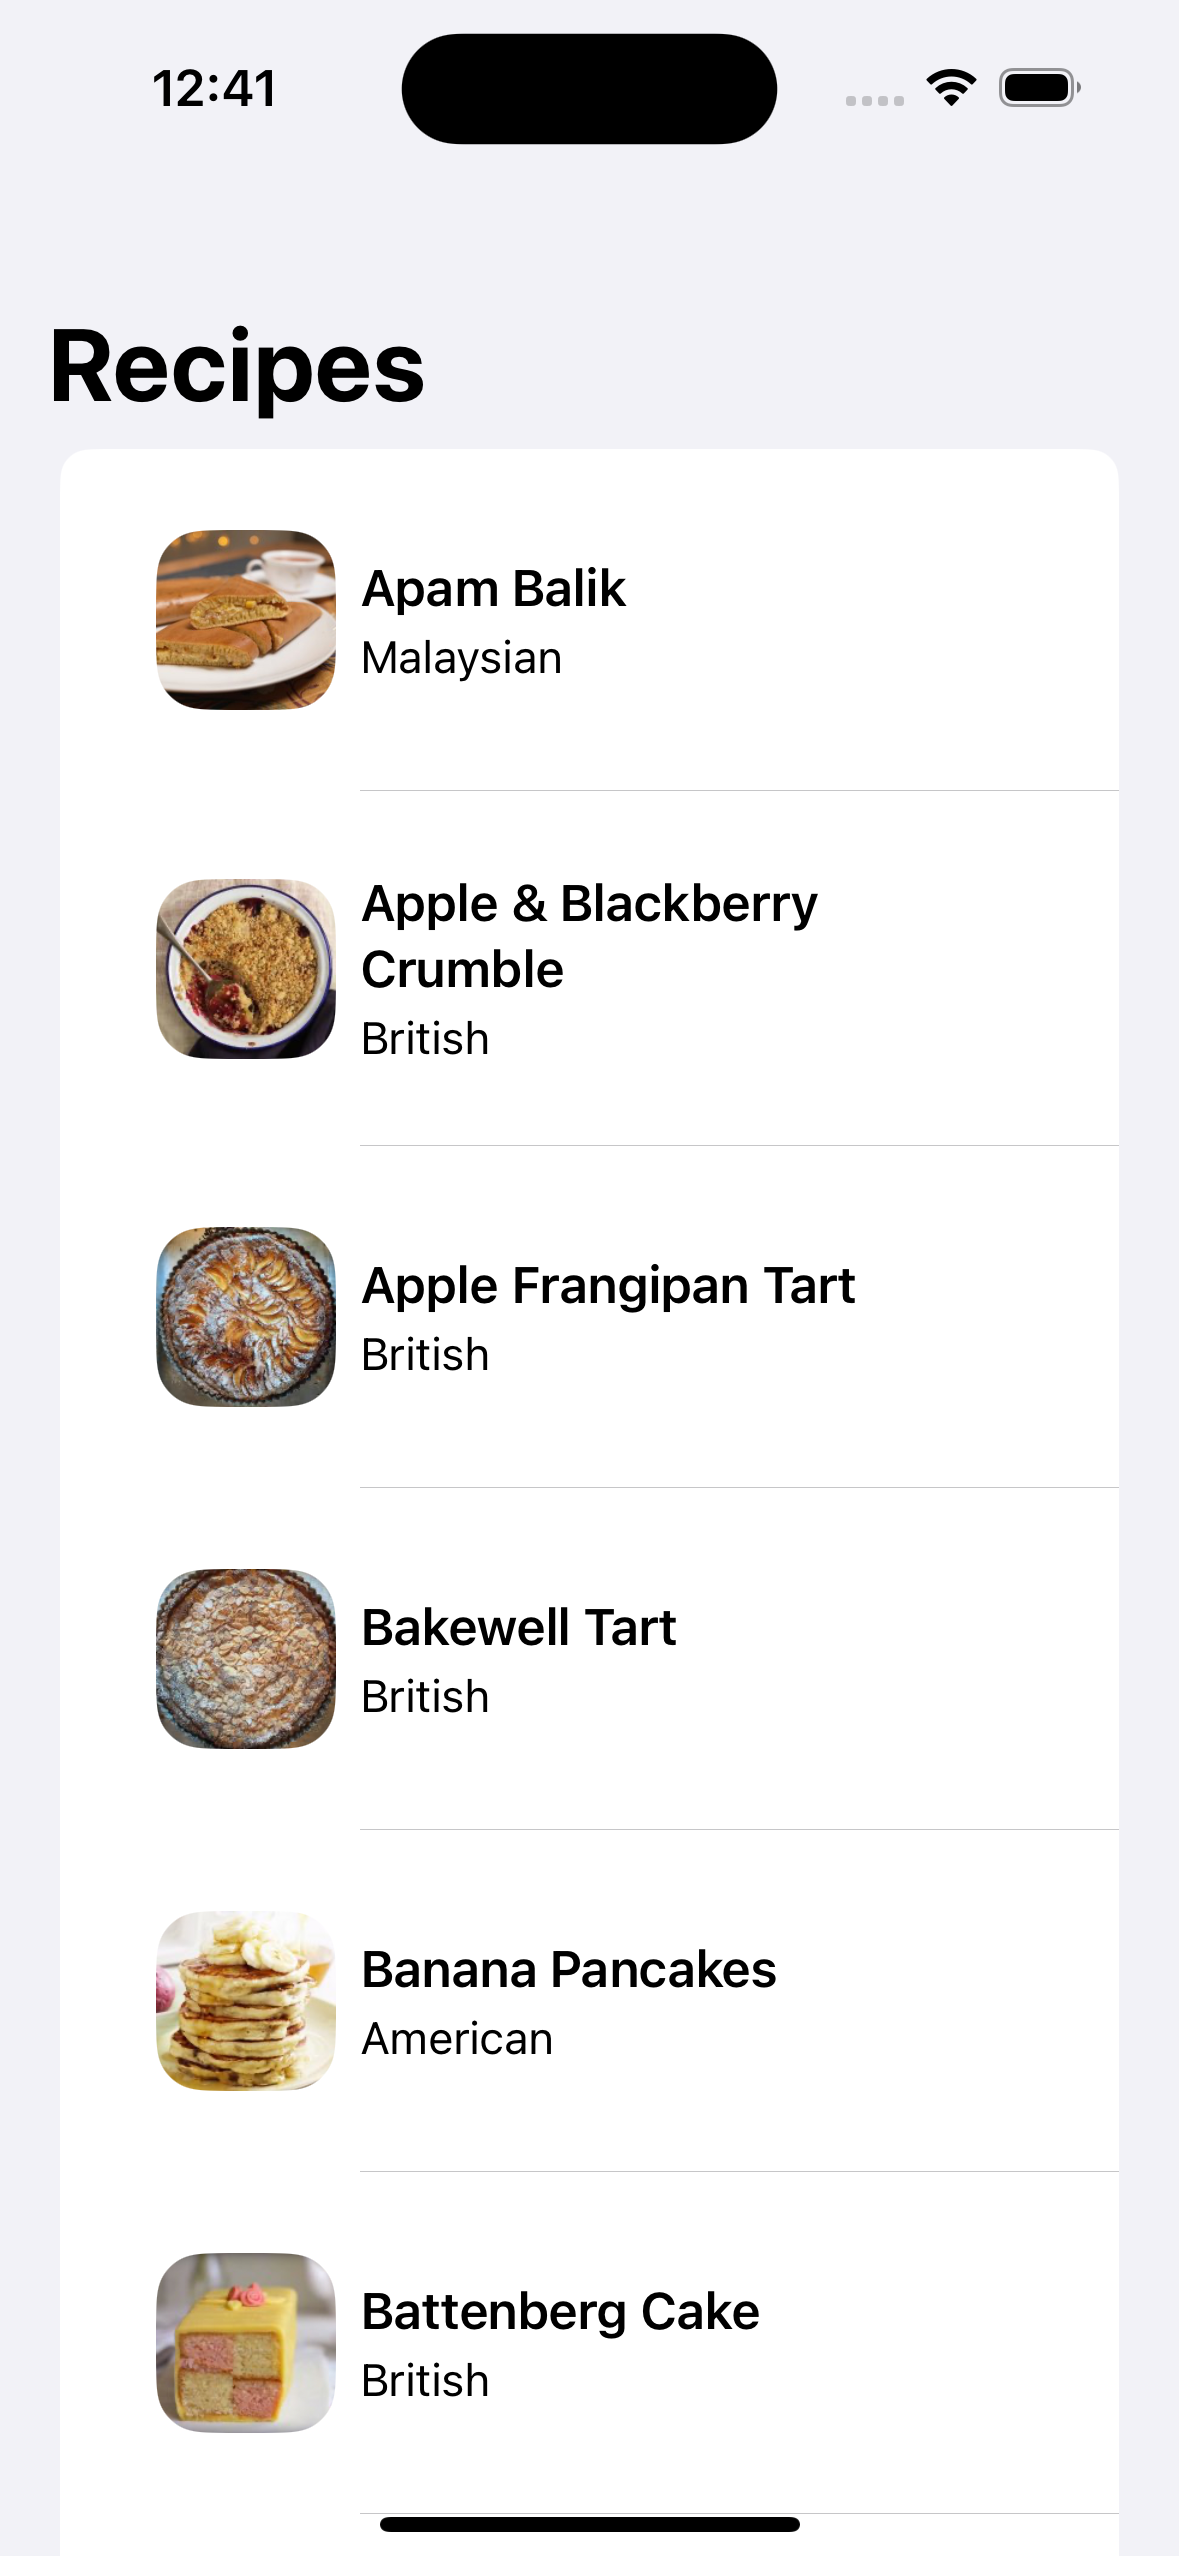 12:41
Recipes
Apam Balik
Malaysian
Apple & Blackberry
Crumble
British
Apple Frangipan Tart
British
Bakewell Tart
British
Banana Pancakes
American
Battenberg Cake
British